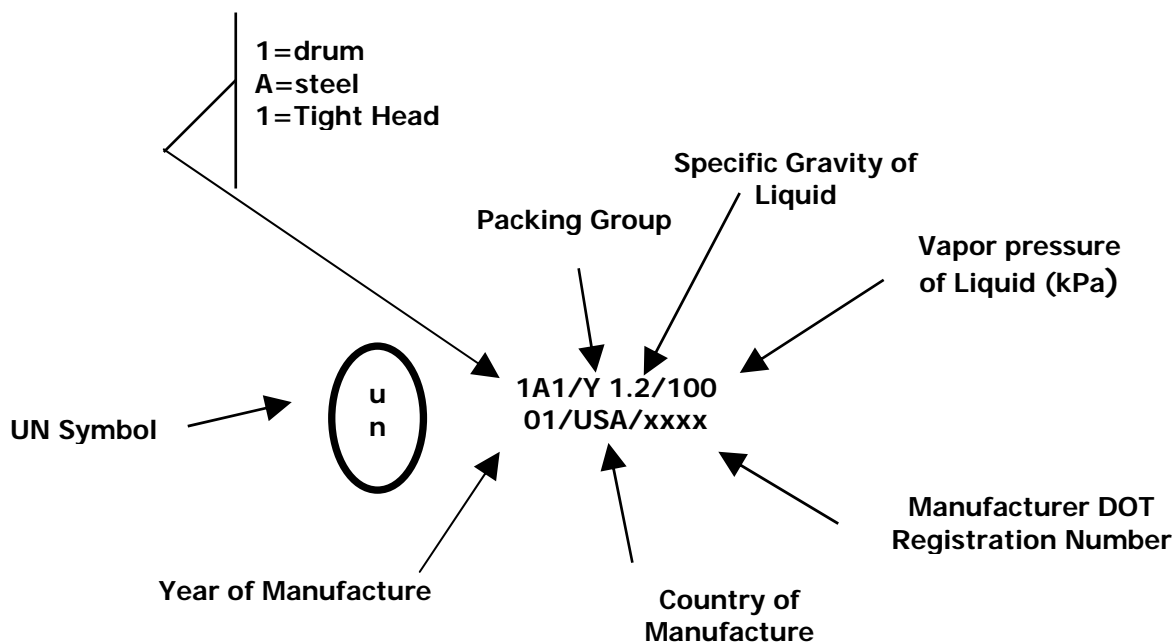 1=drum
A=steel
1=Tight Head
Specific Gravity of
Liquid
Packing Group
Vapor pressure
of Liquid (kPa)
u
n
1A1/Y 1.2/100
01/USA/xxxx
UN Symbol
Manufacturer DOT
Registration Number
Year of Manufacture
Country of
Manufacture